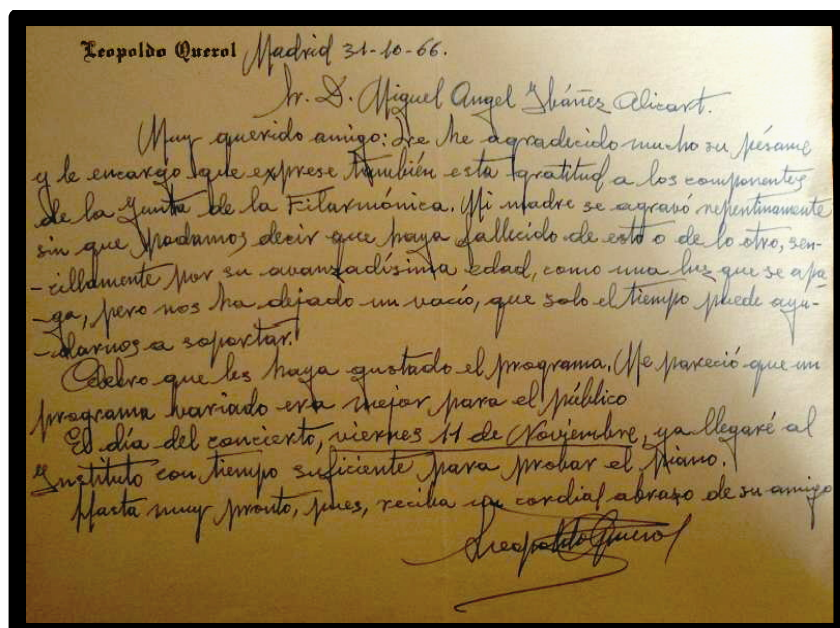 Leopoldo Querol Madrid 31-10-66.
Sr. D. Miguel Angel Ibáñez Alicart.
Muy querido amigo: Le he agradecido mucho su pésame
y le encargo que exprese también esta gratitud a los componentes
de la Junta de la Filarmónica. Mi madre se agravó repentinamente
sin que podamos decir que haya fallecido de esto o de lo otro, sen-
-cillamente por su avanzadísima edad, como una luz que se apa-
-ga, pero nos ha dejado un vacío, que solo el tiempo puede ayu-
-darnos a soportar.
Celebro que les haya gustado el programa. Me pareció que un
programa variado era mejor para el público
El día del concierto, viernes 11 de Noviembre, ya llegaré al
Instituto con tiempo suficiente para probar el piano.
Hasta muy pronto, pues, reciba un cordial abrazo de su amigo
Leopoldo Querol